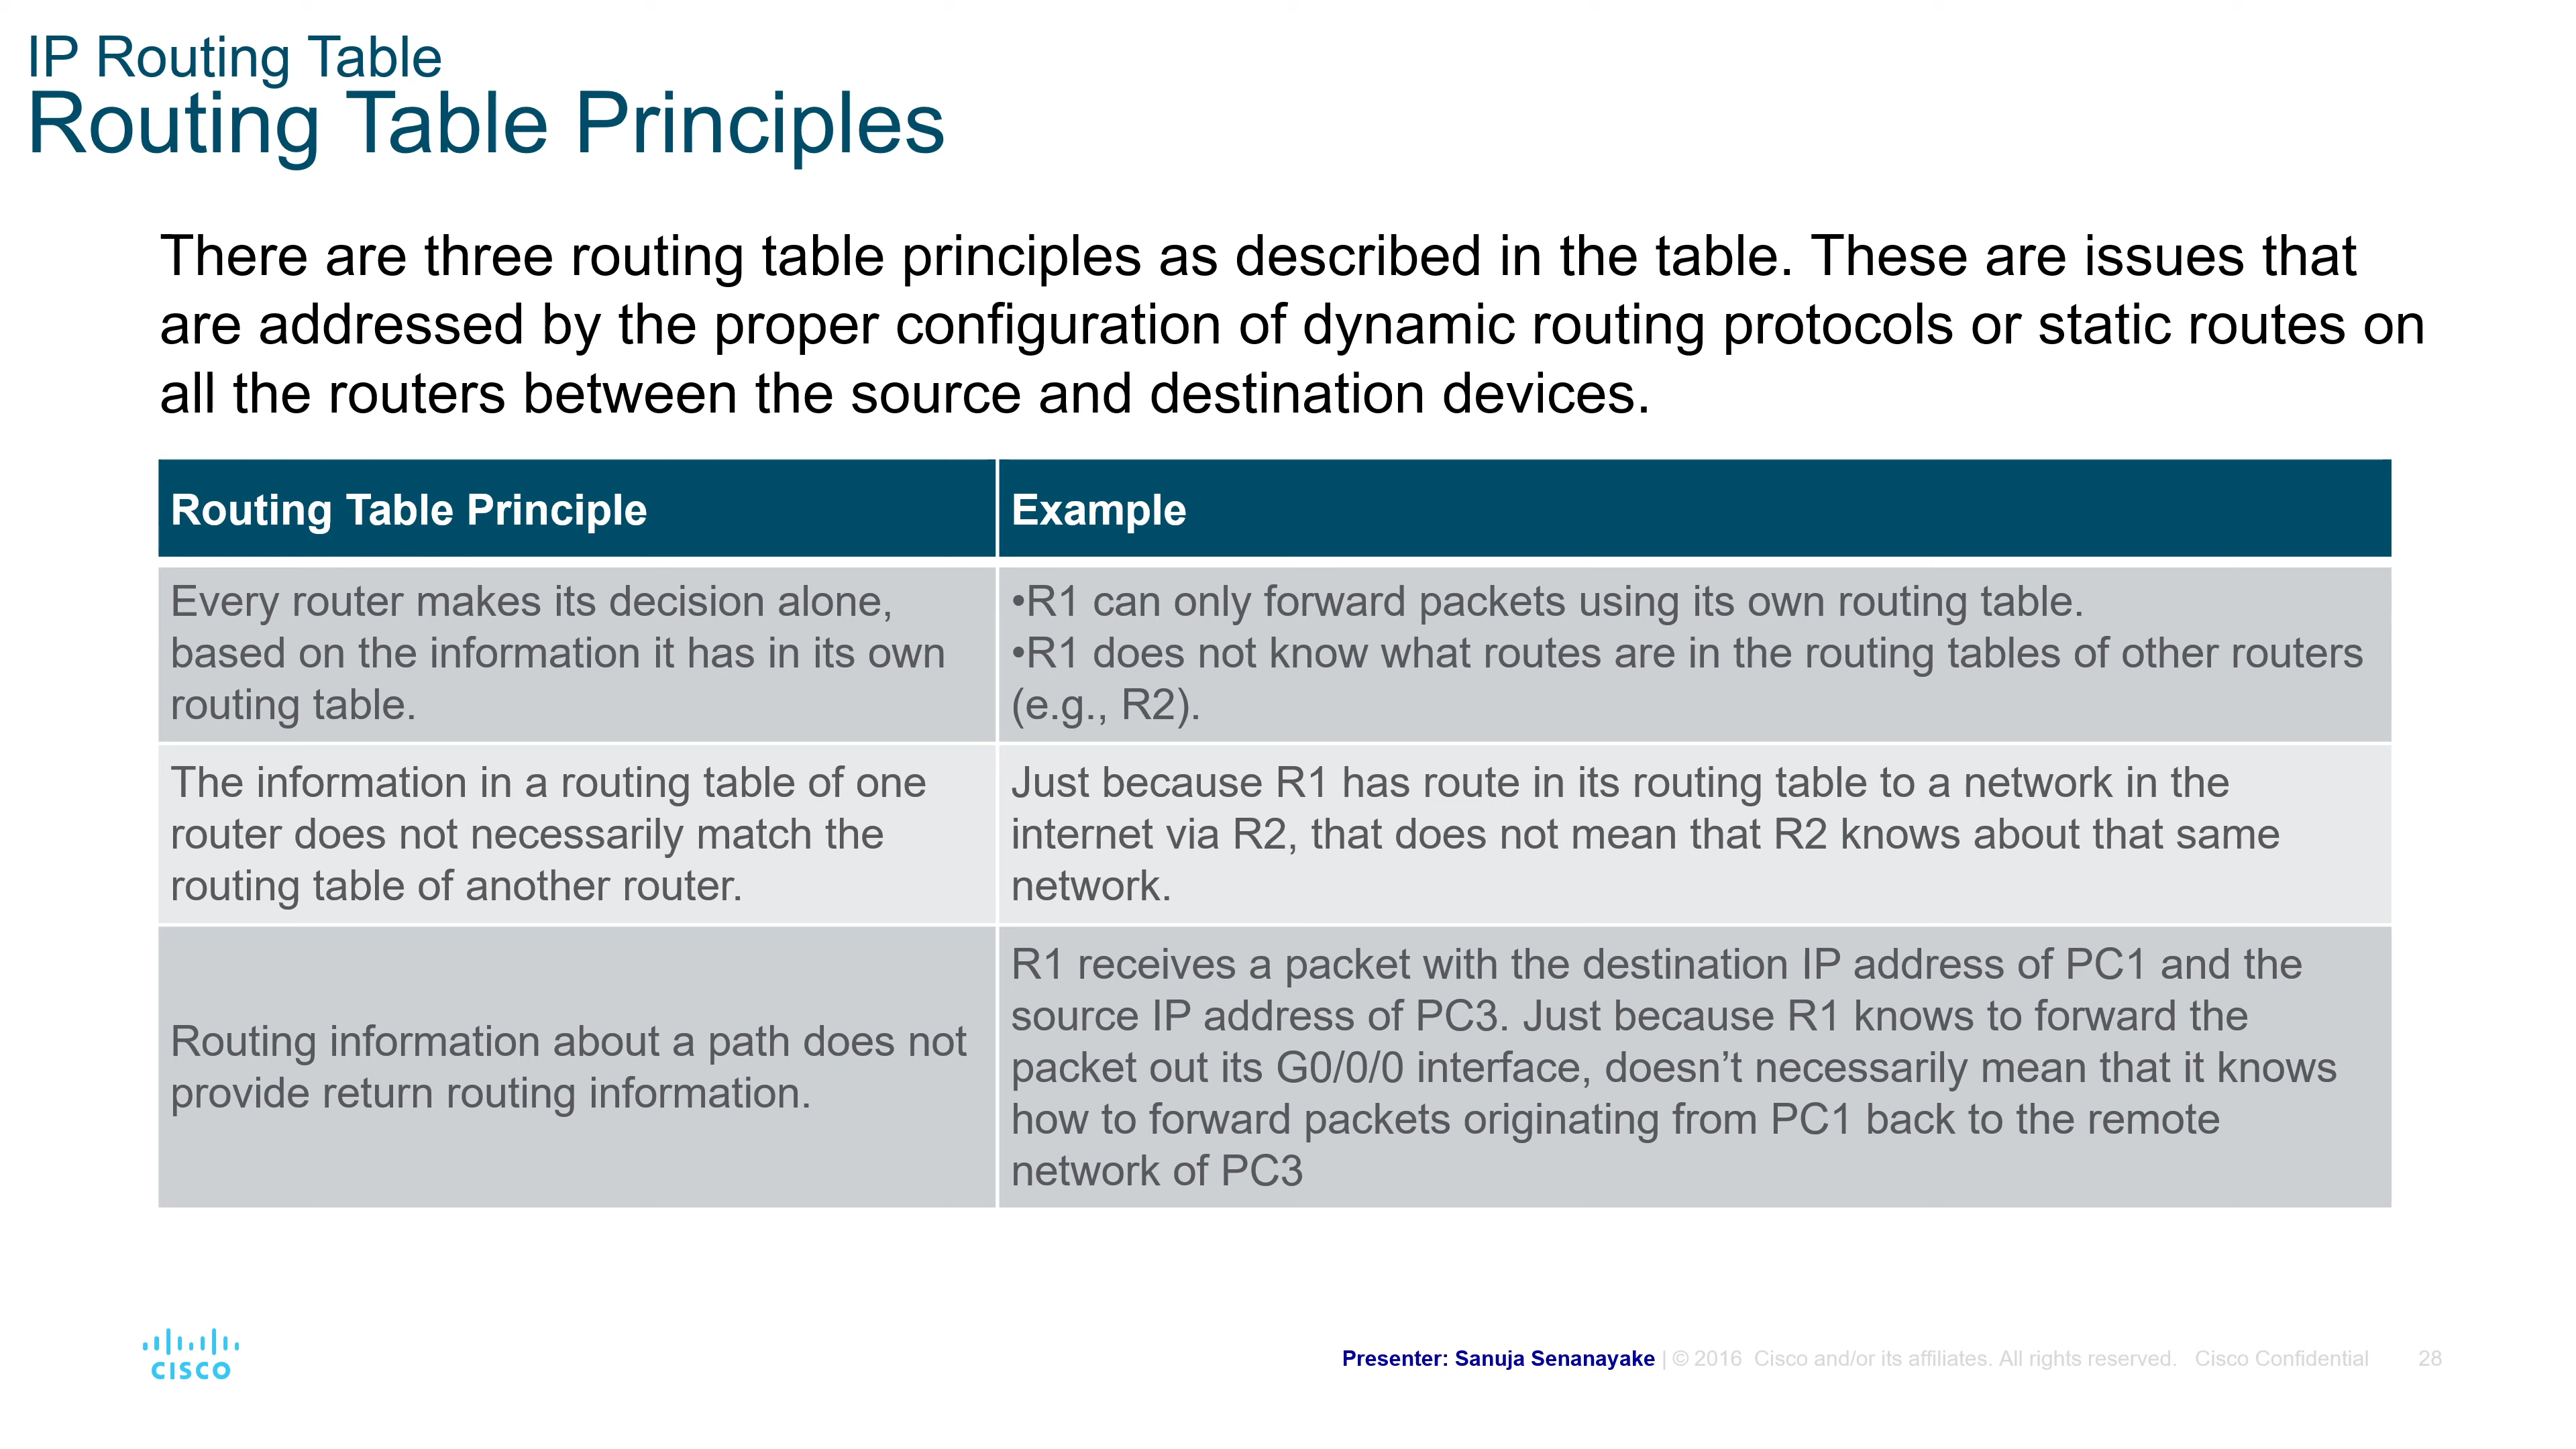 IP Routing Table
Routing Table Principles
There are three routing table principles as described in the table. These are issues that
are addressed by the proper configuration of dynamic routing protocols or static routes on
all the routers between the source and destination devices.
Routing Table Principle
Example
Every router makes its decision alone,
based on the information it has in its own
routing table.
•R1 can only forward packets using its own routing table.
•R1 does not know what routes are in the routing tables of other routers
(e.g., R2).
The information in a routing table of one
router does not necessarily match the
routing table of another router.
Just because R1 has route in its routing table to a network in the
internet via R2, that does not mean that R2 knows about that same
network.
Routing information about a path does not
provide return routing information.
R1 receives a packet with the destination IP address of PC1 and the
source IP address of PC3. Just because R1 knows to forward the
packet out its G0/0/0 interface, doesn’t necessarily mean that it knows
how to forward packets originating from PC1 back to the remote
network of PC3
CISCO
Presenter: Sanuja Senanayake | © 2016 Cisco and/or its affiliates. All rights reserved. Cisco Confidential 28